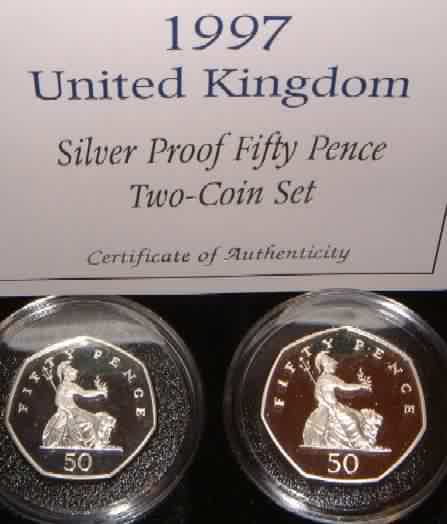 1997
United Kingdom
Silver Proof Fifty Pence
Two-Coin Set
Certificate of Authenticity
FIFTY PENCE
50
FIFTY PENCE
50